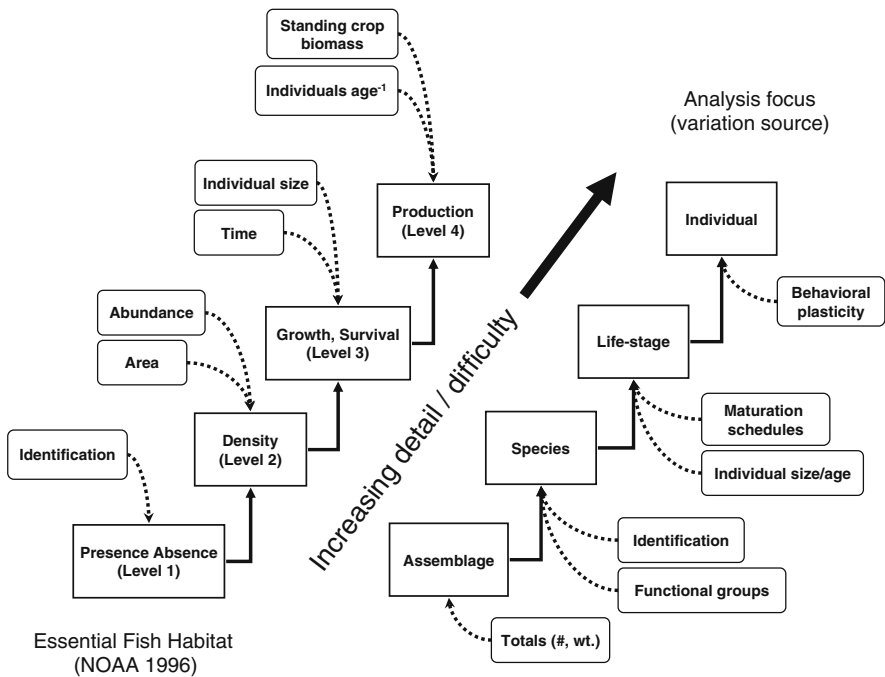 Standing crop
biomass
Individuals age⁻¹
Production
(Level 4)
Individual size
Time
Growth, Survival
(Level 3)
Abundance
Area
Density
(Level 2)
Identification
Presence Absence
(Level 1)
Essential Fish Habitat
(NOAA 1996)
Increasing detail / difficulty
Analysis focus
(variation source)
Individual
Behavioral
plasticity
Life-stage
Maturation
schedules
Individual size/age
Species
Identification
Functional groups
Assemblage
Totals (#, wt.)